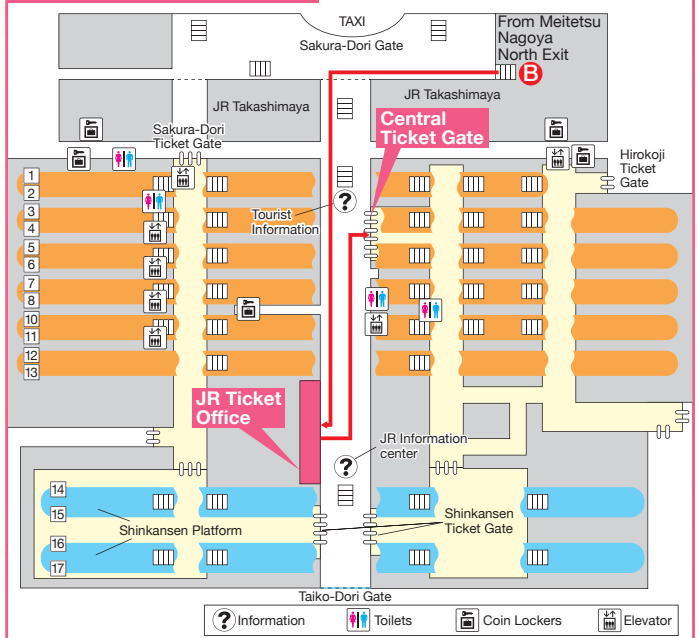 TAXI
Sakura-Dori Gate
From Meitetsu
Nagoya
North Exit
B
JR Takashimaya
JR Takashimaya
Central
Ticket Gate
Sakura-Dori
Ticket Gate
Hirokoji
Ticket
Gate
1
2
3
4
5
6
7
8
10
11
12
13
?
Tourist
Information
JR Ticket
Office
JR Information
center
?
14
15
16
17
Shinkansen Platform
Shinkansen
Ticket Gate
Taiko-Dori Gate
? Information
Toilets
Coin Lockers
Elevator